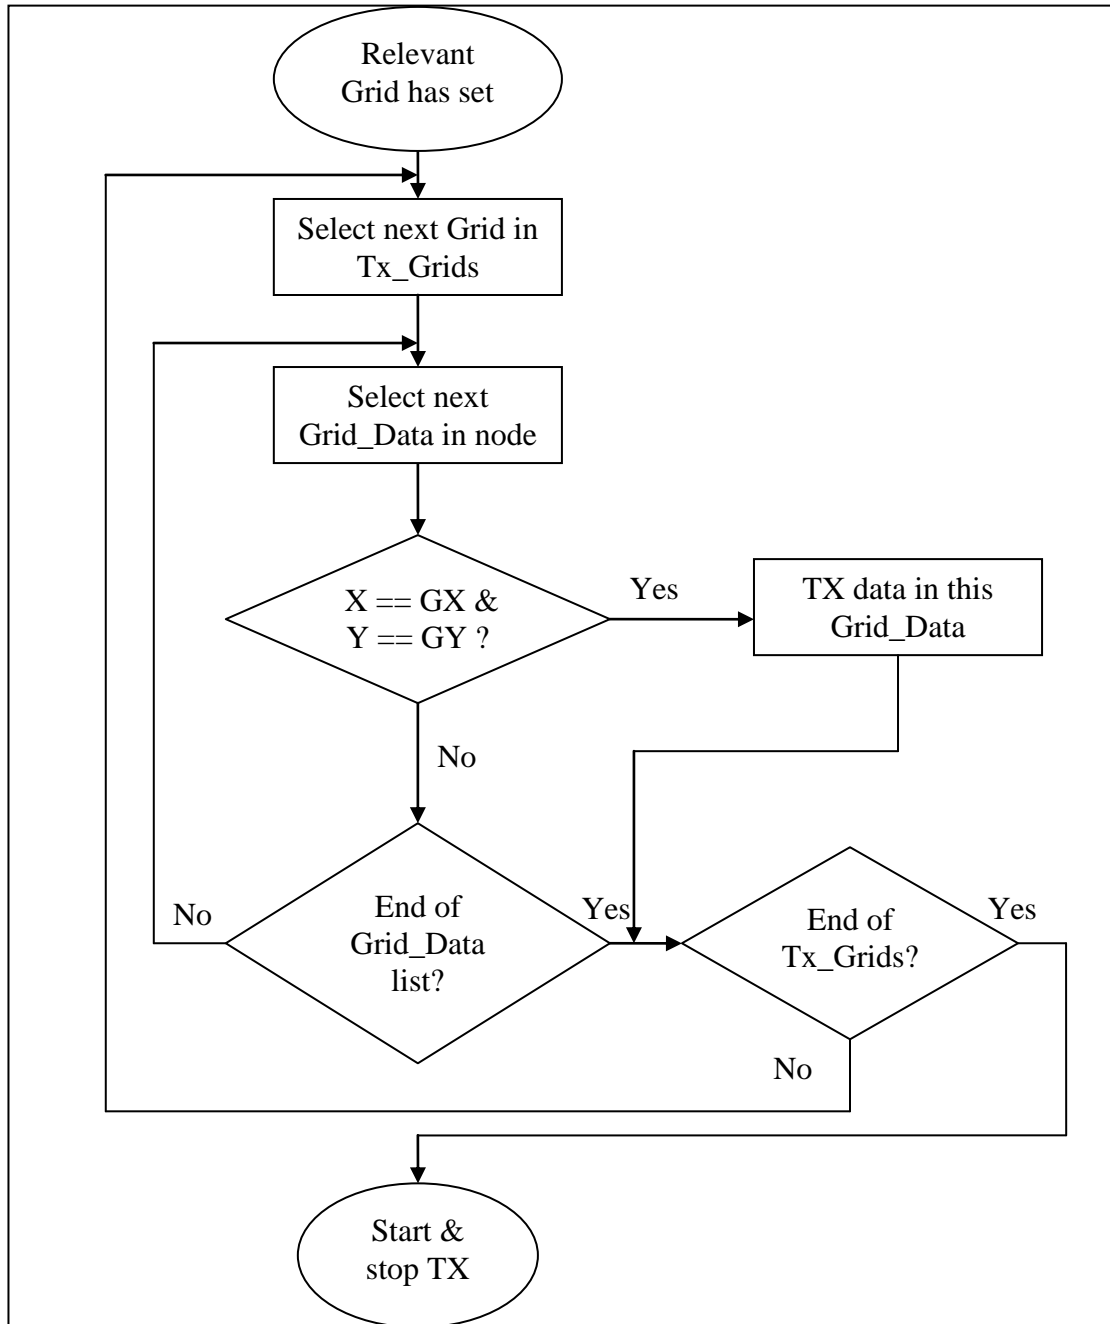 Relevant
Grid has set
Select next Grid in
Tx_Grids
Select next
Grid_Data in node
X == GX &
Y == GY ?
Yes
TX data in this
Grid_Data
No
End of
Grid_Data
list?
No
Yes
End of
Tx_Grids?
Yes
No
Start &
stop TX